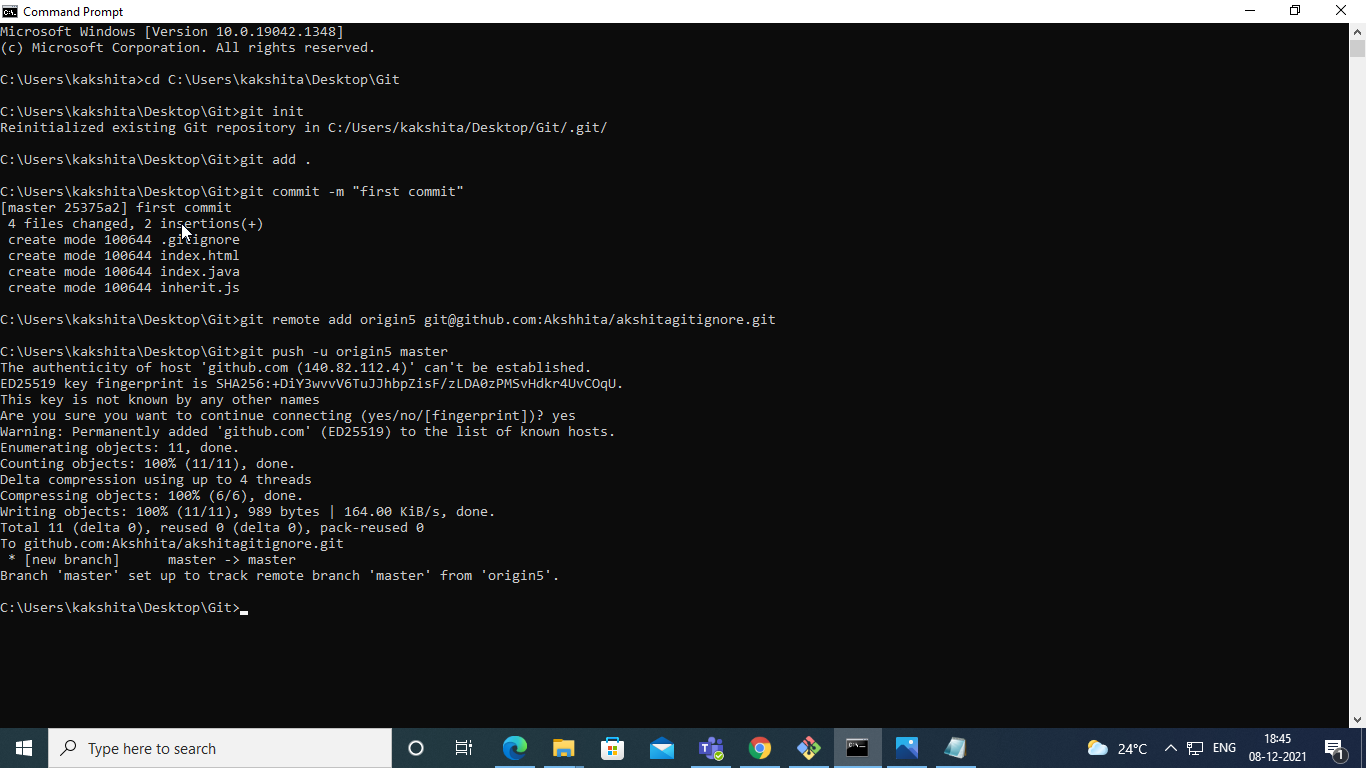 Command Prompt
Microsoft Windows [Version 10.0.19042.1348]
(c) Microsoft Corporation. All rights reserved.
C:\Users\kakshita>cd C:\Users\kakshita\Desktop\Git
C:\Users\kakshita\Desktop\Git>git init
Reinitialized existing Git repository in C:/Users/kakshita/Desktop/Git/.git/
C:\Users\kakshita\Desktop\Git>git add .
C:\Users\kakshita\Desktop\Git>git commit -m "first commit"
[master 25375a2] first commit
 4 files changed, 2 insertions(+)
 create mode 100644 .gitignore
 create mode 100644 index.html
 create mode 100644 index.java
 create mode 100644 inherit.js
C:\Users\kakshita\Desktop\Git>git remote add origin5 git@github.com:Akshhita/akshitagitignore.git
C:\Users\kakshita\Desktop\Git>git push -u origin5 master
The authenticity of host 'github.com (140.82.112.4)' can't be established.
ED25519 key fingerprint is SHA256:+DiY3wvvV6TuJJhbpZisF/zLDA0zPMSvHdkr4UvCOqU.
This key is not known by any other names
Are you sure you want to continue connecting (yes/no/[fingerprint])? yes
Warning: Permanently added 'github.com' (ED25519) to the list of known hosts.
Enumerating objects: 11, done.
Counting objects: 100% (11/11), done.
Delta compression using up to 4 threads
Compressing objects: 100% (6/6), done.
Writing objects: 100% (11/11), 989 bytes | 164.00 KiB/s, done.
Total 11 (delta 0), reused 0 (delta 0), pack-reused 0
To github.com:Akshhita/akshitagitignore.git
 * [new branch]      master -> master
Branch 'master' set up to track remote branch 'master' from 'origin5'.
C:\Users\kakshita\Desktop\Git>
Type here to search
24°C
ENG
18:45
08-12-2021
1